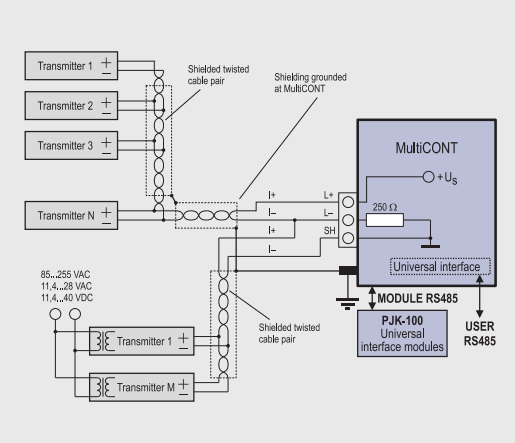 Transmitter 1 + −
Shielded twisted
cable pair
Shielding grounded
at MultiCONT
Transmitter 2 + −
Transmitter 3 + −
Transmitter N + −
MultiCONT
+Us
I+
L+
I−
L−
250 Ω
I+
SH
I−
Universal interface
85...255 VAC
11,4...28 VAC
11,4...40 VDC
MODULE RS485
PJK-100
Universal
interface modules
USER
RS485
Shielded twisted
cable pair
Transmitter 1 + −
Transmitter M + −